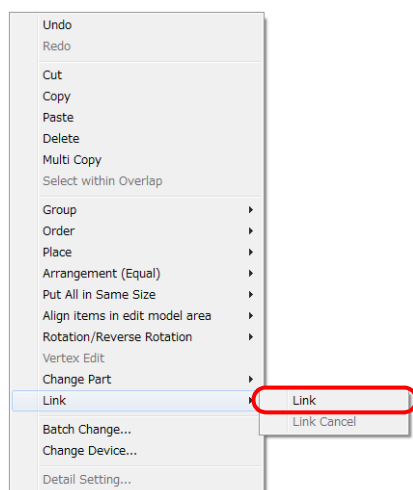 Undo
Redo
Cut
Copy
Paste
Delete
Multi Copy
Select within Overlap
Group
Order
Place
Arrangement (Equal)
Put All in Same Size
Align items in edit model area
Rotation/Reverse Rotation
Vertex Edit
Change Part
Link
Link
Link Cancel
Batch Change...
Change Device...
Detail Setting...